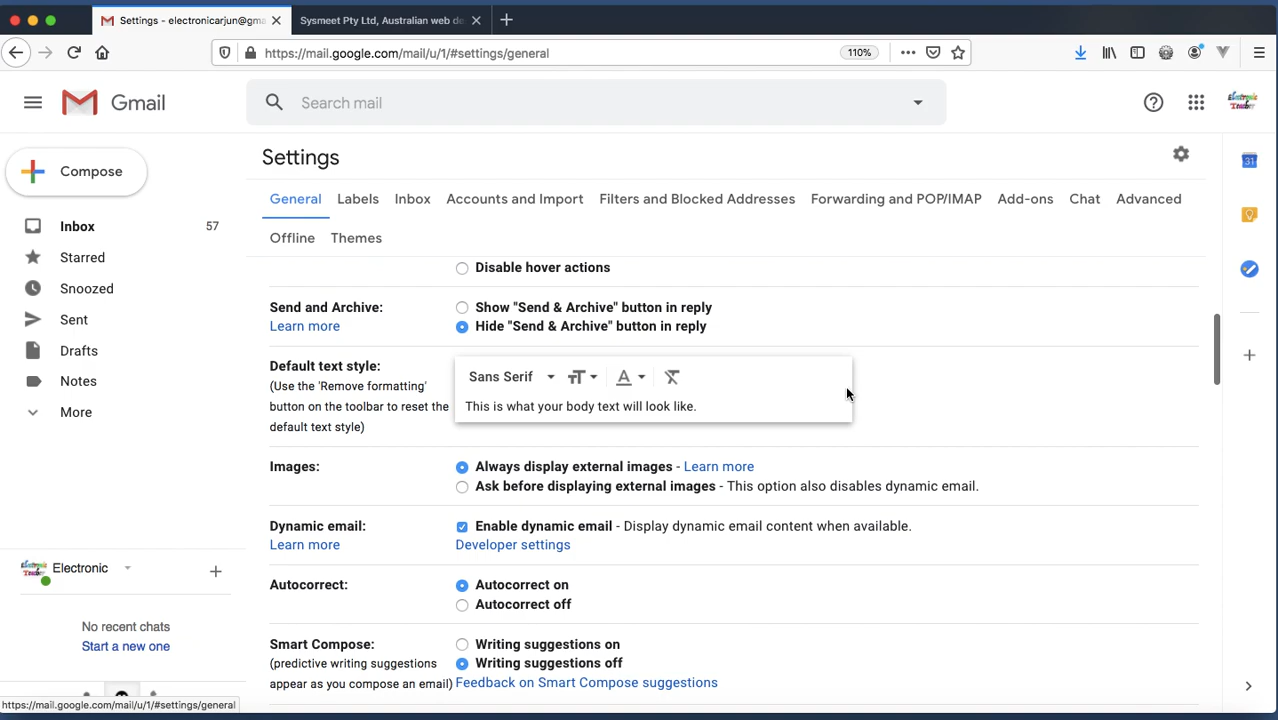 Settings - electronicarjun@gma
Sysmeet Pty Ltd, Australian web de
https://mail.google.com/mail/u/1/#settings/general
110%
Gmail
Search mail
Electronic
Teacher
Compose
Settings
31
General Labels Inbox Accounts and Import Filters and Blocked Addresses Forwarding and POP/IMAP Add-ons Chat Advanced
Offline Themes
Inbox 57
Starred
Snoozed
Sent
Drafts
Notes
More
Disable hover actions
Send and Archive:
Learn more
Show "Send & Archive" button in reply
Hide "Send & Archive" button in reply
Default text style:
(Use the 'Remove formatting'
button on the toolbar to reset the
default text style)
Sans Serif
This is what your body text will look like.
Images:
Always display external images - Learn more
Ask before displaying external images - This option also disables dynamic email.
Dynamic email:
Learn more
Enable dynamic email - Display dynamic email content when available.
Developer settings
Autocorrect:
Autocorrect on
Autocorrect off
Smart Compose:
(predictive writing suggestions
appear as you compose an email)
Writing suggestions on
Writing suggestions off
Feedback on Smart Compose suggestions
Electronic
No recent chats
Start a new one
https://mail.google.com/mail/u/1/#settings/general